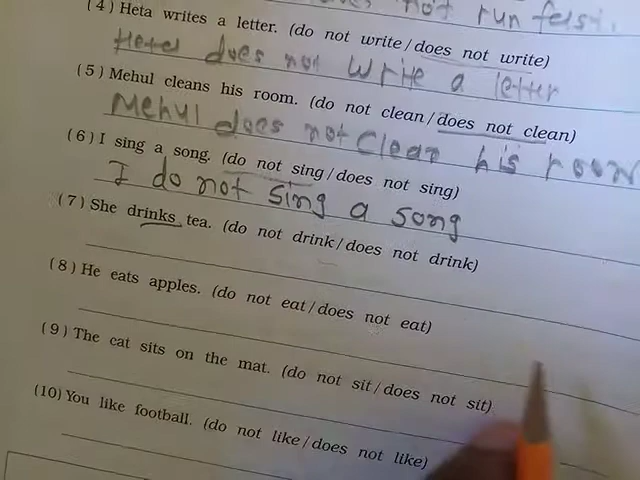 not run fast.
(4) Heta writes a letter. (do not write/does not write)
Heta does not write a letter
(5) Mehul cleans his room. (do not clean/does not clean)
Mehul does not clean his room
(6) I sing a song. (do not sing/does not sing)
I do not sing a song
(7) She drinks tea. (do not drink/does not drink)
(8) He eats apples. (do not eat/does not eat)
(9) The cat sits on the mat. (do not sit/does not sit)
(10) You like football. (do not like/does not like)